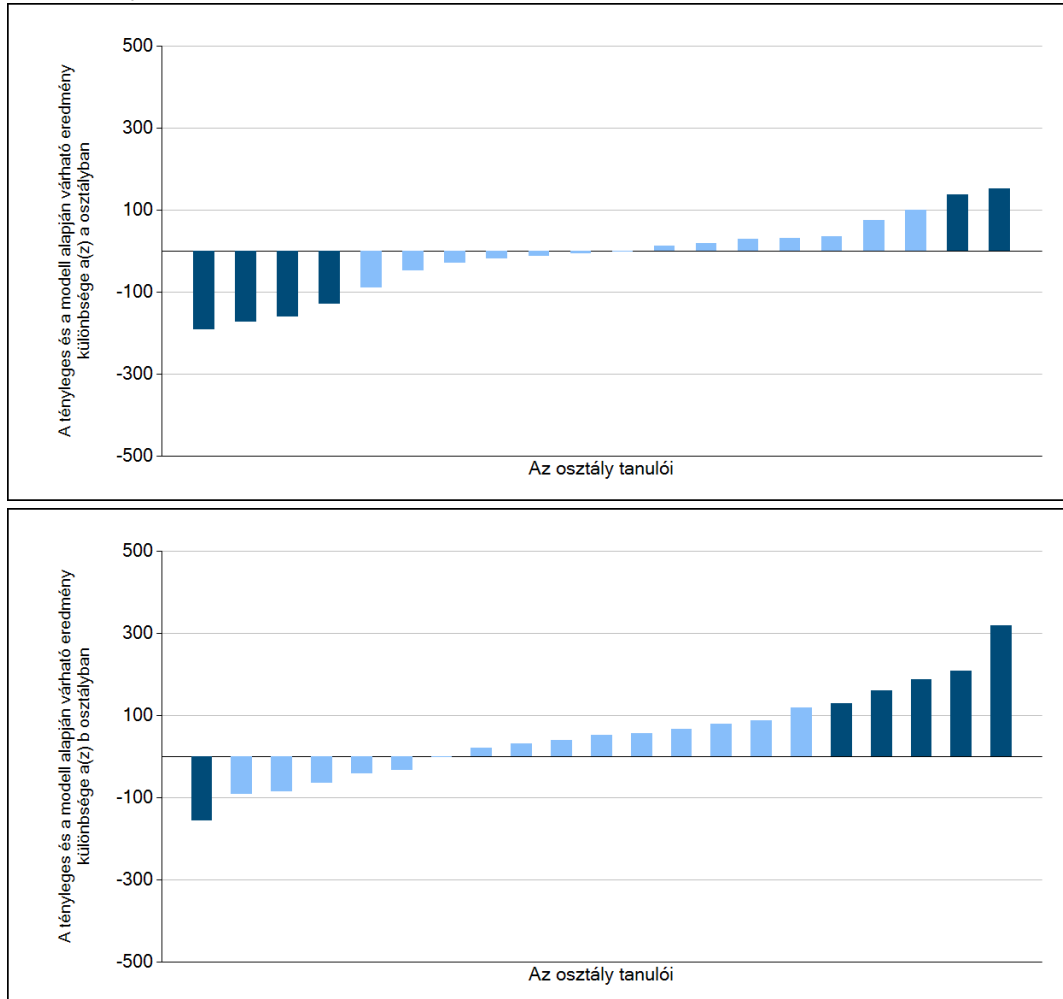 A tényleges és a modell alapján várható eredmény
különbsége a(z) a osztályban
500
300
100
-100
-300
-500
Az osztály tanulói
A tényleges és a modell alapján várható eredmény
különbsége a(z) b osztályban
500
300
100
-100
-300
-500
Az osztály tanulói